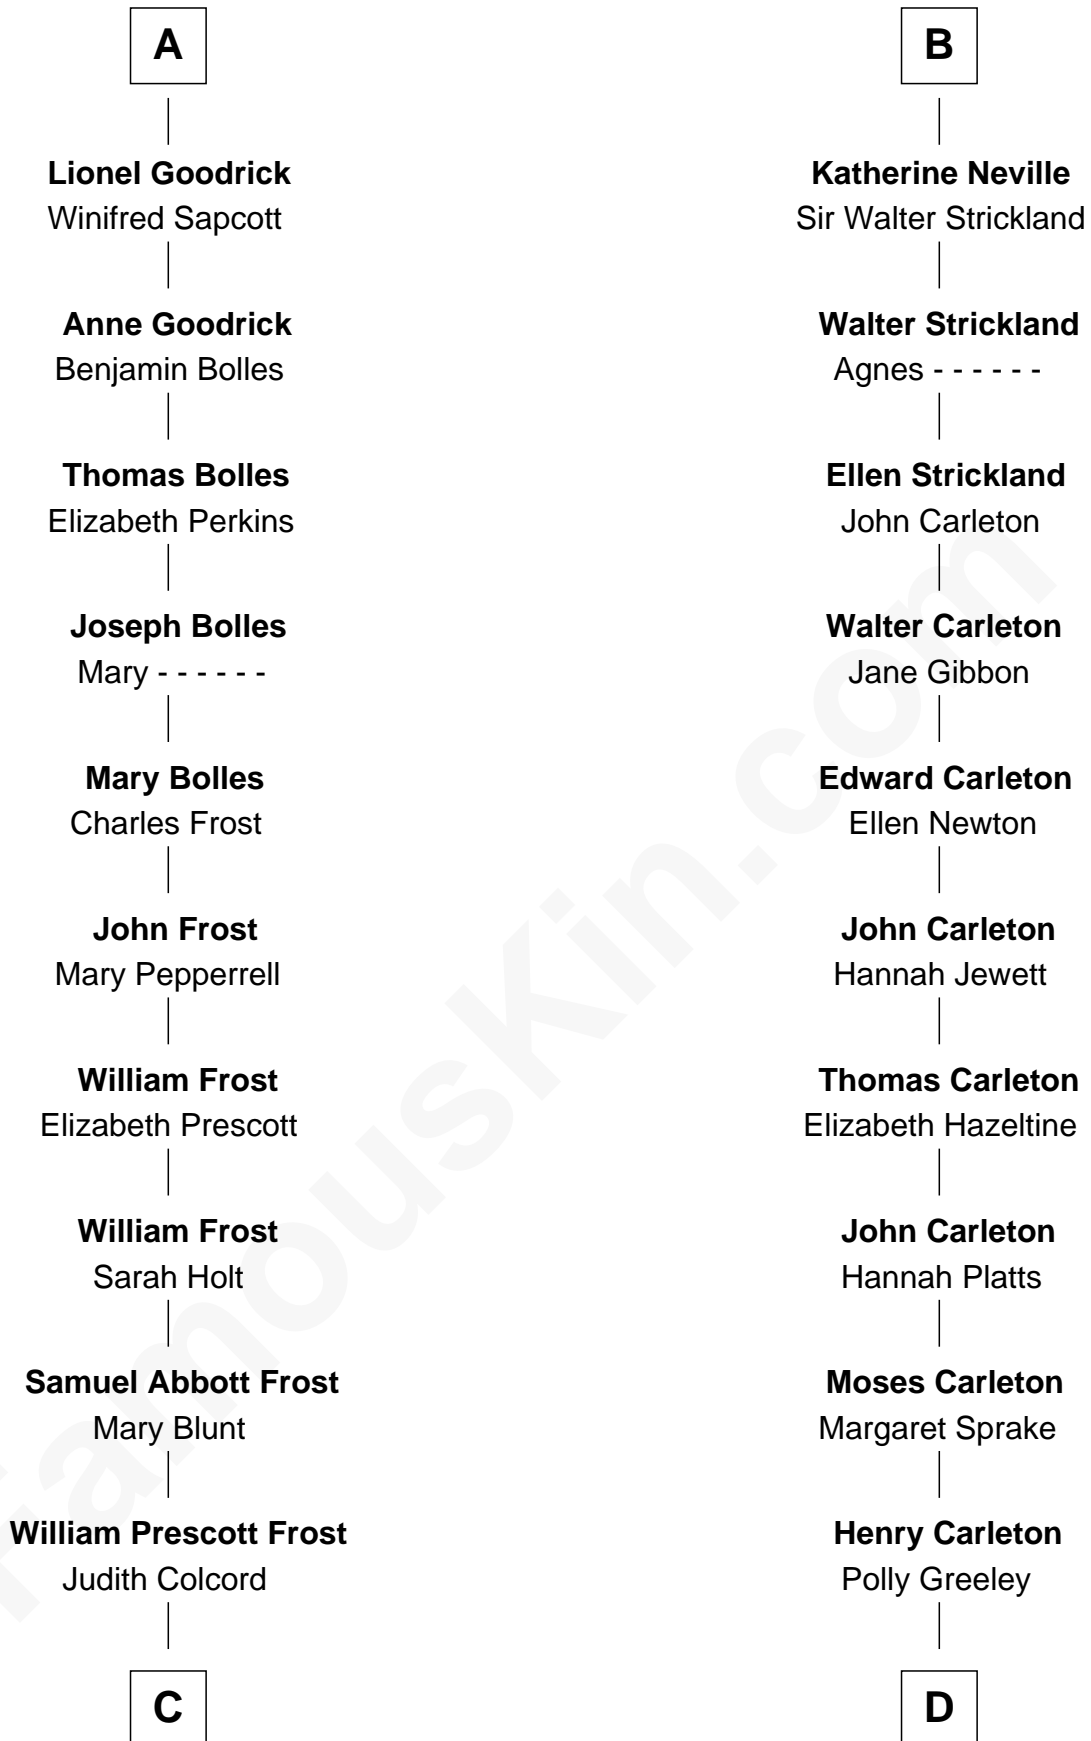 A
Lionel Goodrick
Winifred Sapcott
Anne Goodrick
Benjamin Bolles
Thomas Bolles
Elizabeth Perkins
Joseph Bolles
Mary - - - - - -
Mary Bolles
Charles Frost
John Frost
Mary Pepperrell
William Frost
Elizabeth Prescott
William Frost
Sarah Holt
Samuel Abbott Frost
Mary Blunt
William Prescott Frost
Judith Colcord
C
B
Katherine Neville
Sir Walter Strickland
Walter Strickland
Agnes - - - - - -
Ellen Strickland
John Carleton
Walter Carleton
Jane Gibbon
Edward Carleton
Ellen Newton
John Carleton
Hannah Jewett
Thomas Carleton
Elizabeth Hazeltine
John Carleton
Hannah Platts
Moses Carleton
Margaret Sprake
Henry Carleton
Polly Greeley
D
FamousKin.com